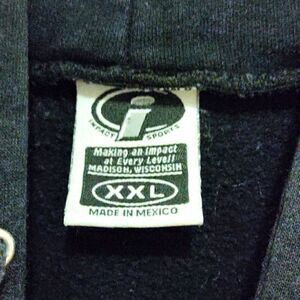 IMPACT SPORTS
Making an impact
at Every Level!
MADISON, WISCONSIN
XXL
MADE IN MEXICO